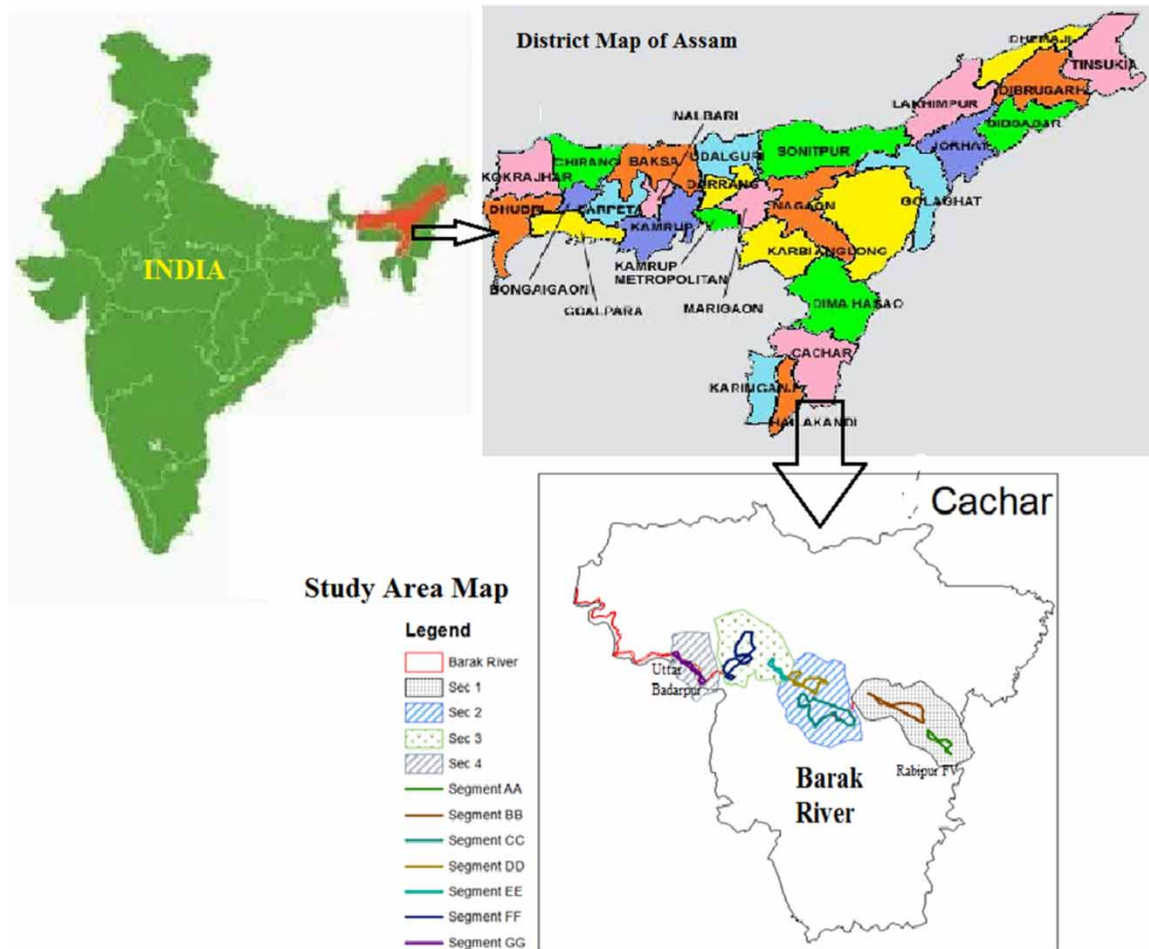 District Map of Assam
INDIA
DHEMAJI
TINSUKIA
DIBRUGARH
LAKHIMPUR
NALBARI
JORHAT
CHIRANG
BAKSA
UDALGURI
SONITPUR
KOKRAJHAR
DARRANG
GOLAGHAT
DHUBRI
BARPETA
NAGAON
KAMRUP
KARBI ANGLONG
KAMRUP
METROPOLITAN
BONGAIGAON
GOALPARA
MARIGAON
DIMA HASAO
CACHAR
KARIMGANJ
HAILAKANDI
Cachar
Study Area Map
Legend
Barak River
Sec 1
Sec 2
Sec 3
Sec 4
Segment AA
Segment BB
Segment CC
Segment DD
Segment EE
Segment FF
Segment GG
Uttar
Badarpur
Rabipur FV
Barak
River